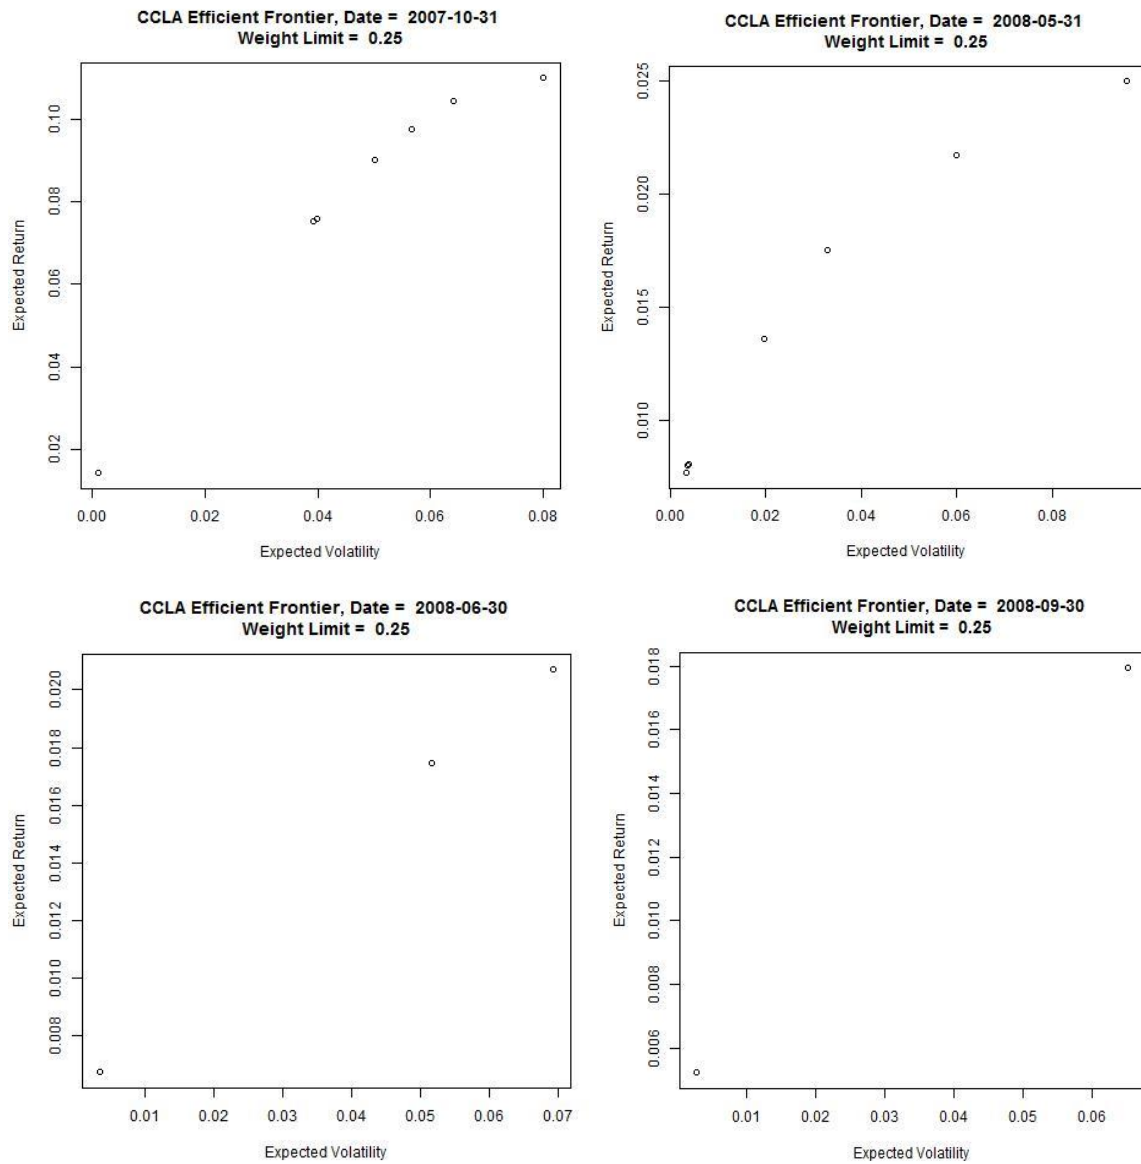 CCLA Efficient Frontier, Date =  2007-10-31
Weight Limit =  0.25
Expected Return
0.10
0.08
0.06
0.04
0.02
0.00 0.02 0.04 0.06 0.08
Expected Volatility
CCLA Efficient Frontier, Date =  2008-05-31
Weight Limit =  0.25
Expected Return
0.025
0.020
0.015
0.010
0.00 0.02 0.04 0.06 0.08
Expected Volatility
CCLA Efficient Frontier, Date =  2008-06-30
Weight Limit =  0.25
Expected Return
0.020
0.018
0.016
0.014
0.012
0.010
0.008
0.01 0.02 0.03 0.04 0.05 0.06 0.07
Expected Volatility
CCLA Efficient Frontier, Date =  2008-09-30
Weight Limit =  0.25
Expected Return
0.018
0.016
0.014
0.012
0.010
0.008
0.006
0.01 0.02 0.03 0.04 0.05 0.06
Expected Volatility